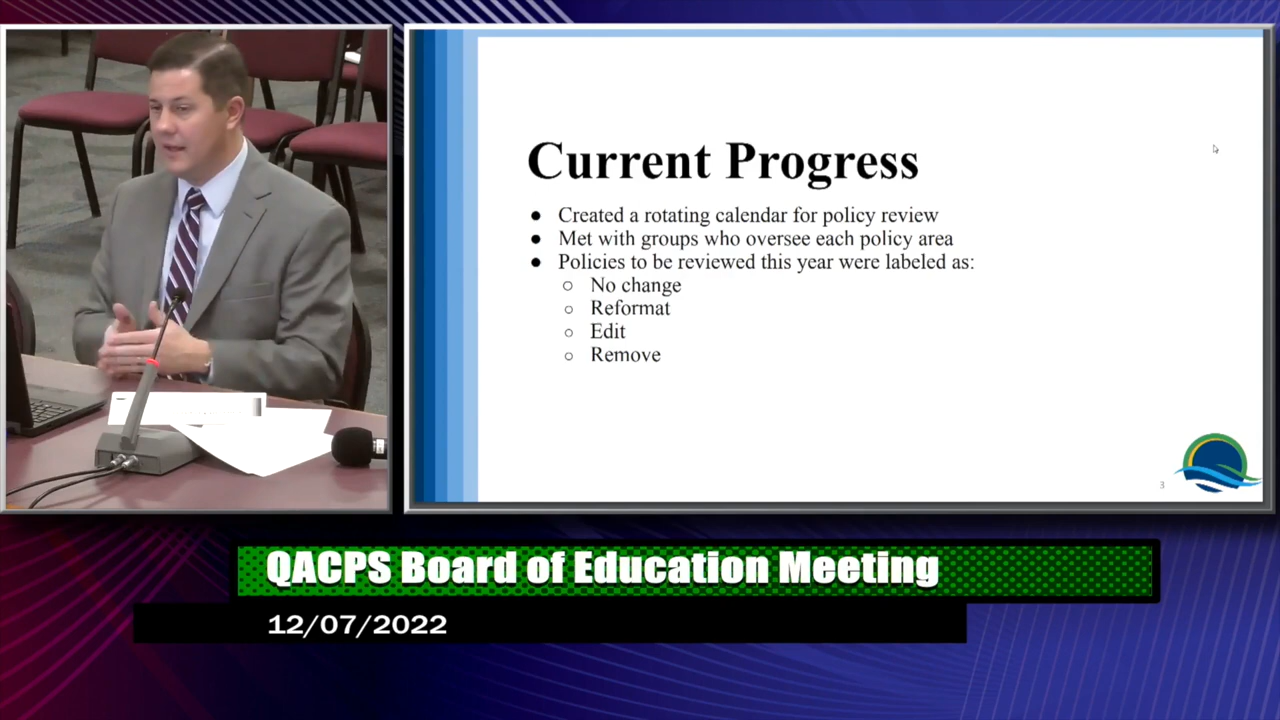 Current Progress
● Created a rotating calendar for policy review
● Met with groups who oversee each policy area
● Policies to be reviewed this year were labeled as:
○ No change
○ Reformat
○ Edit
○ Remove
3
QACPS Board of Education Meeting
12/07/2022